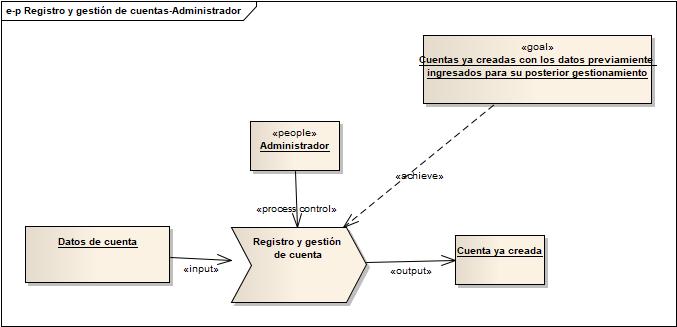 e-p Registro y gestión de cuentas-Administrador
«goal»
Cuentas ya creadas con los datos previamiente
ingresados para su posterior gestionamiento
«people»
Administrador
«achieve»
«process control»
Datos de cuenta
Registro y gestión
de cuenta
Cuenta ya creada
«input»
«output»